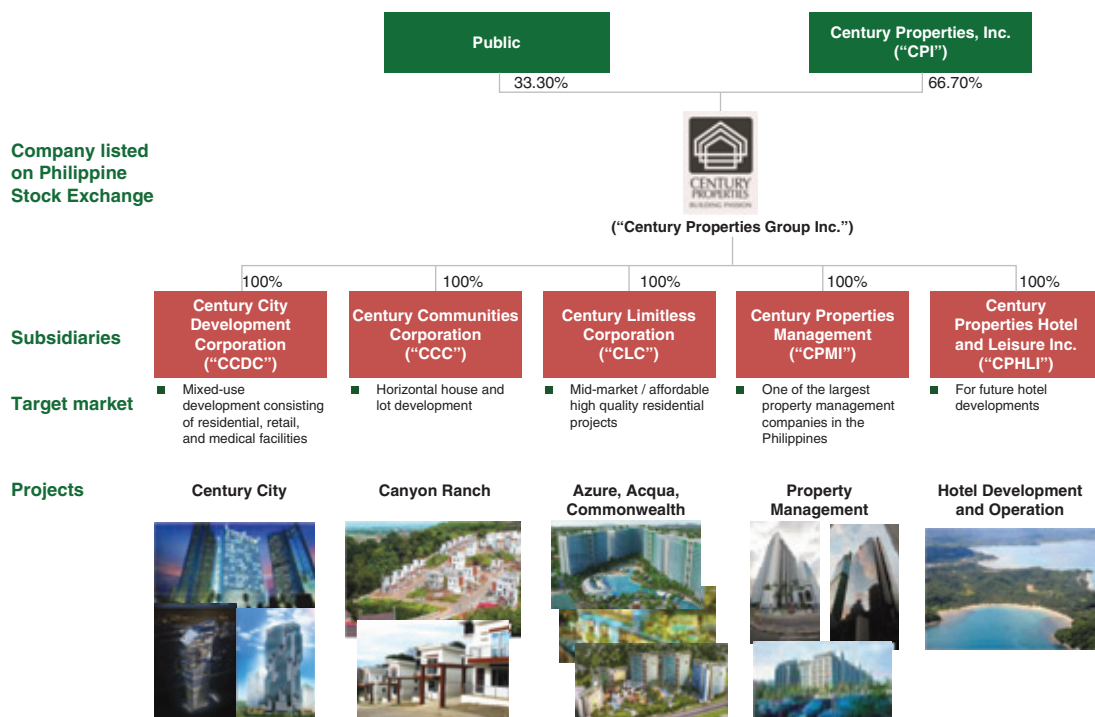 Public
Century Properties, Inc.
(“CPI”)
33.30%
66.70%
Company listed
on Philippine
Stock Exchange
CENTURY
PROPERTIES
BUILDING PASSION
(“Century Properties Group Inc.”)
100%
100%
100%
100%
100%
Subsidiaries
Century City
Development
Corporation
(“CCDC”)
Century Communities
Corporation
(“CCC”)
Century Limitless
Corporation
(“CLC”)
Century Properties
Management
(“CPMI”)
Century
Properties Hotel
and Leisure Inc.
(“CPHLI”)
Target market
Mixed-use
development consisting
of residential, retail,
and medical facilities
Horizontal house and
lot development
Mid-market / affordable
high quality residential
projects
One of the largest
property management
companies in the
Philippines
For future hotel
developments
Projects
Century City
Canyon Ranch
Azure, Acqua,
Commonwealth
Property
Management
Hotel Development
and Operation